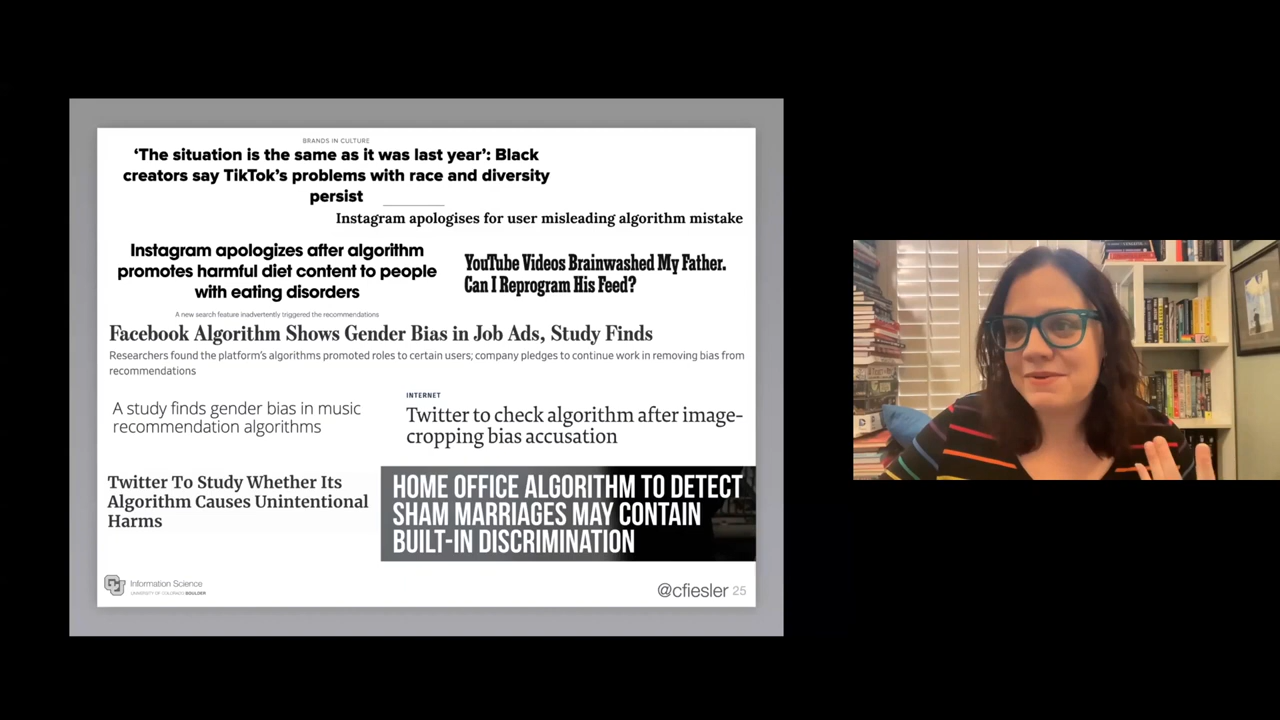 BRANDS IN CULTURE
‘The situation is the same as it was last year’: Black
creators say TikTok’s problems with race and diversity
persist
Instagram apologises for user misleading algorithm mistake
Instagram apologizes after algorithm
promotes harmful diet content to people
with eating disorders
A new search feature inadvertently triggered the recommendations
YouTube Videos Brainwashed My Father.
Can I Reprogram His Feed?
Facebook Algorithm Shows Gender Bias in Job Ads, Study Finds
Researchers found the platform’s algorithms promoted roles to certain users; company pledges to continue work in removing bias from
recommendations
A study finds gender bias in music
recommendation algorithms
INTERNET
Twitter to check algorithm after image-
cropping bias accusation
Twitter To Study Whether Its
Algorithm Causes Unintentional
Harms
HOME OFFICE ALGORITHM TO DETECT
SHAM MARRIAGES MAY CONTAIN
BUILT-IN DISCRIMINATION
CU
Information Science
UNIVERSITY OF COLORADO BOULDER
@cfiesler 25